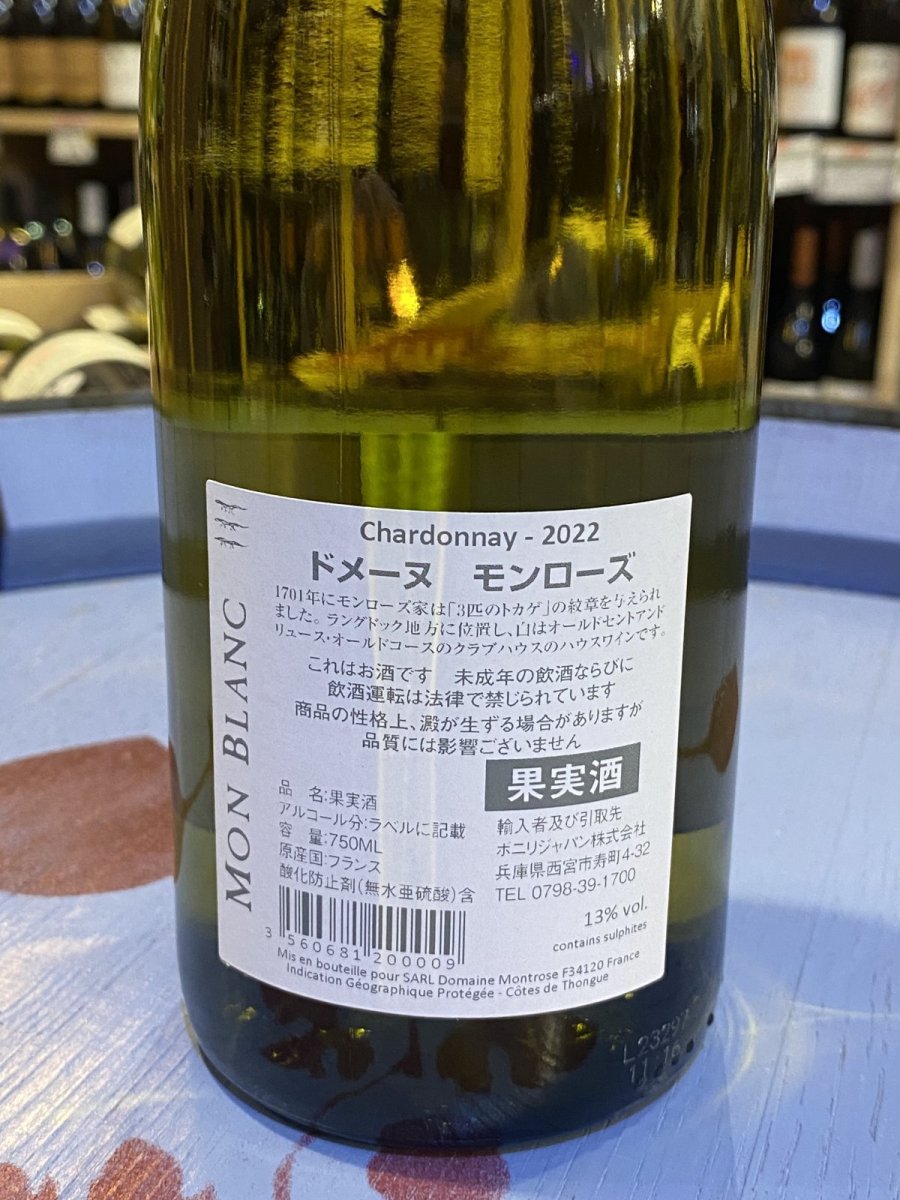 Chardonnay - 2022
ドメーヌ モンローズ
1701年にモンローズ家は「3匹のトカゲ」の紋章を与えられ
ました。ラングドック地方に位置し、白はオールドセントアンド
リュース・オールドコースのクラブハウスのハウスワインです。
これはお酒です 未成年の飲酒ならびに
飲酒運転は法律で禁じられています
商品の性格上、澱が生ずる場合がありますが
品質には影響ございません
MON BLANC
果実酒
品 名:果実酒
アルコール分:ラベルに記載
容 量:750ML
原産国:フランス
酸化防止剤(無水亜硫酸)含
輸入者及び引取先
ボニリジャパン株式会社
兵庫県西宮市寿町4-32
TEL 0798-39-1700
13% vol.
contains sulphites
3 560681 200009
Mis en bouteille pour SARL Domaine Montrose F34120 France
Indication Géographique Protégée - Côtes de Thongue
11:16